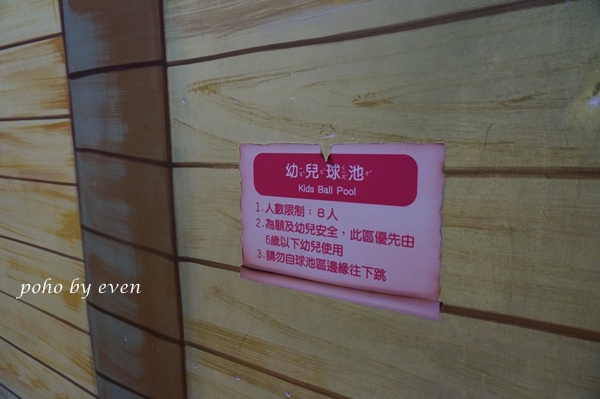 幼兒球池
Kids Ball Pool
1.人數限制：8人
2.為顧及幼兒安全，此區優先由
6歲以下幼兒使用
3.請勿自球池區邊緣往下跳
poho by even